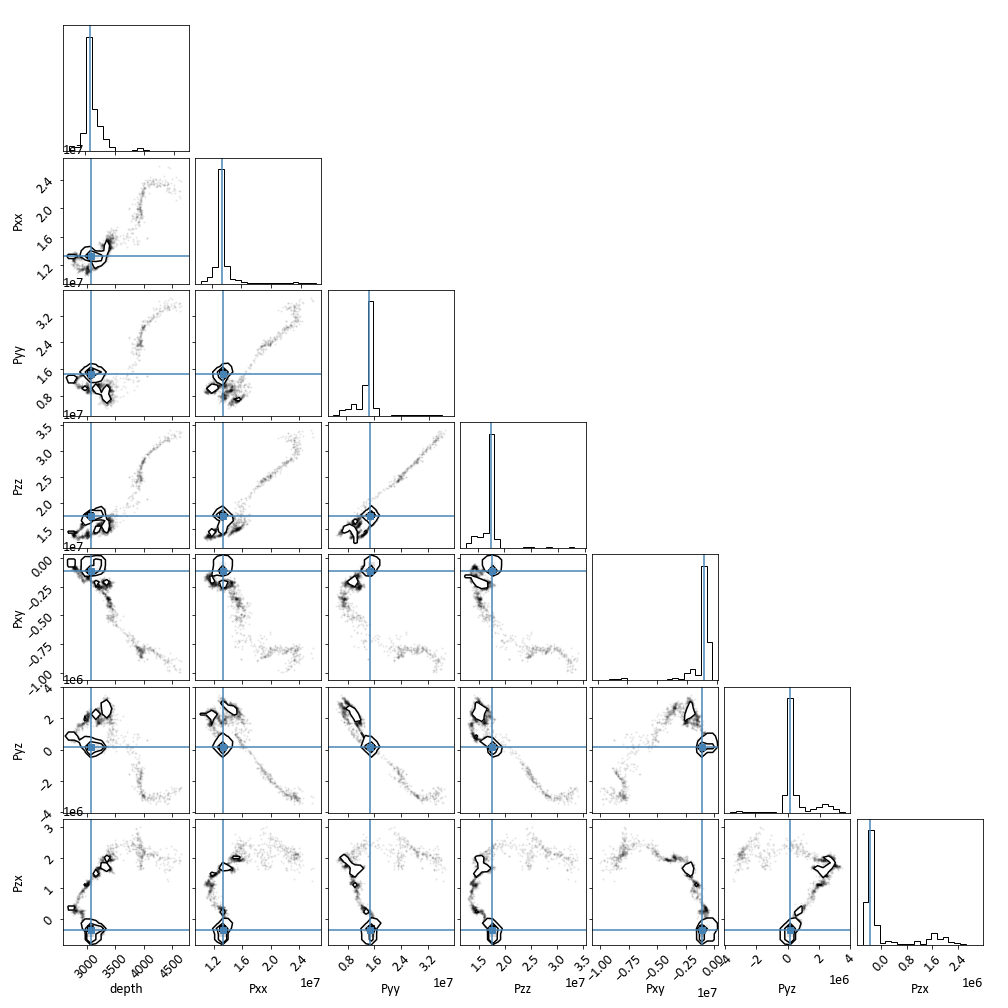 1e7
Pxx
2.4
2.0
1.6
1.2
1e7
Pyy
3.2
2.4
1.6
0.8
1e7
Pzz
3.5
3.0
2.5
2.0
1.5
1e7
Pxy
0.00
−0.25
−0.50
−0.75
−1.00
1e6
Pyz
4
2
0
−2
−4
1e6
Pzx
3
2
1
0
3000 3500 4000 4500
1.2 1.6 2.0 2.4
0.8 1.6 2.4 3.2
1.5 2.0 2.5 3.0 3.5
−1.00 −0.75 −0.50 −0.25 0.00
−4 −2 0 2 4
0.0 0.8 1.6 2.4
depth Pxx 1e7 Pyy 1e7 Pzz 1e7 Pxy 1e7 Pyz 1e6 Pzx 1e6